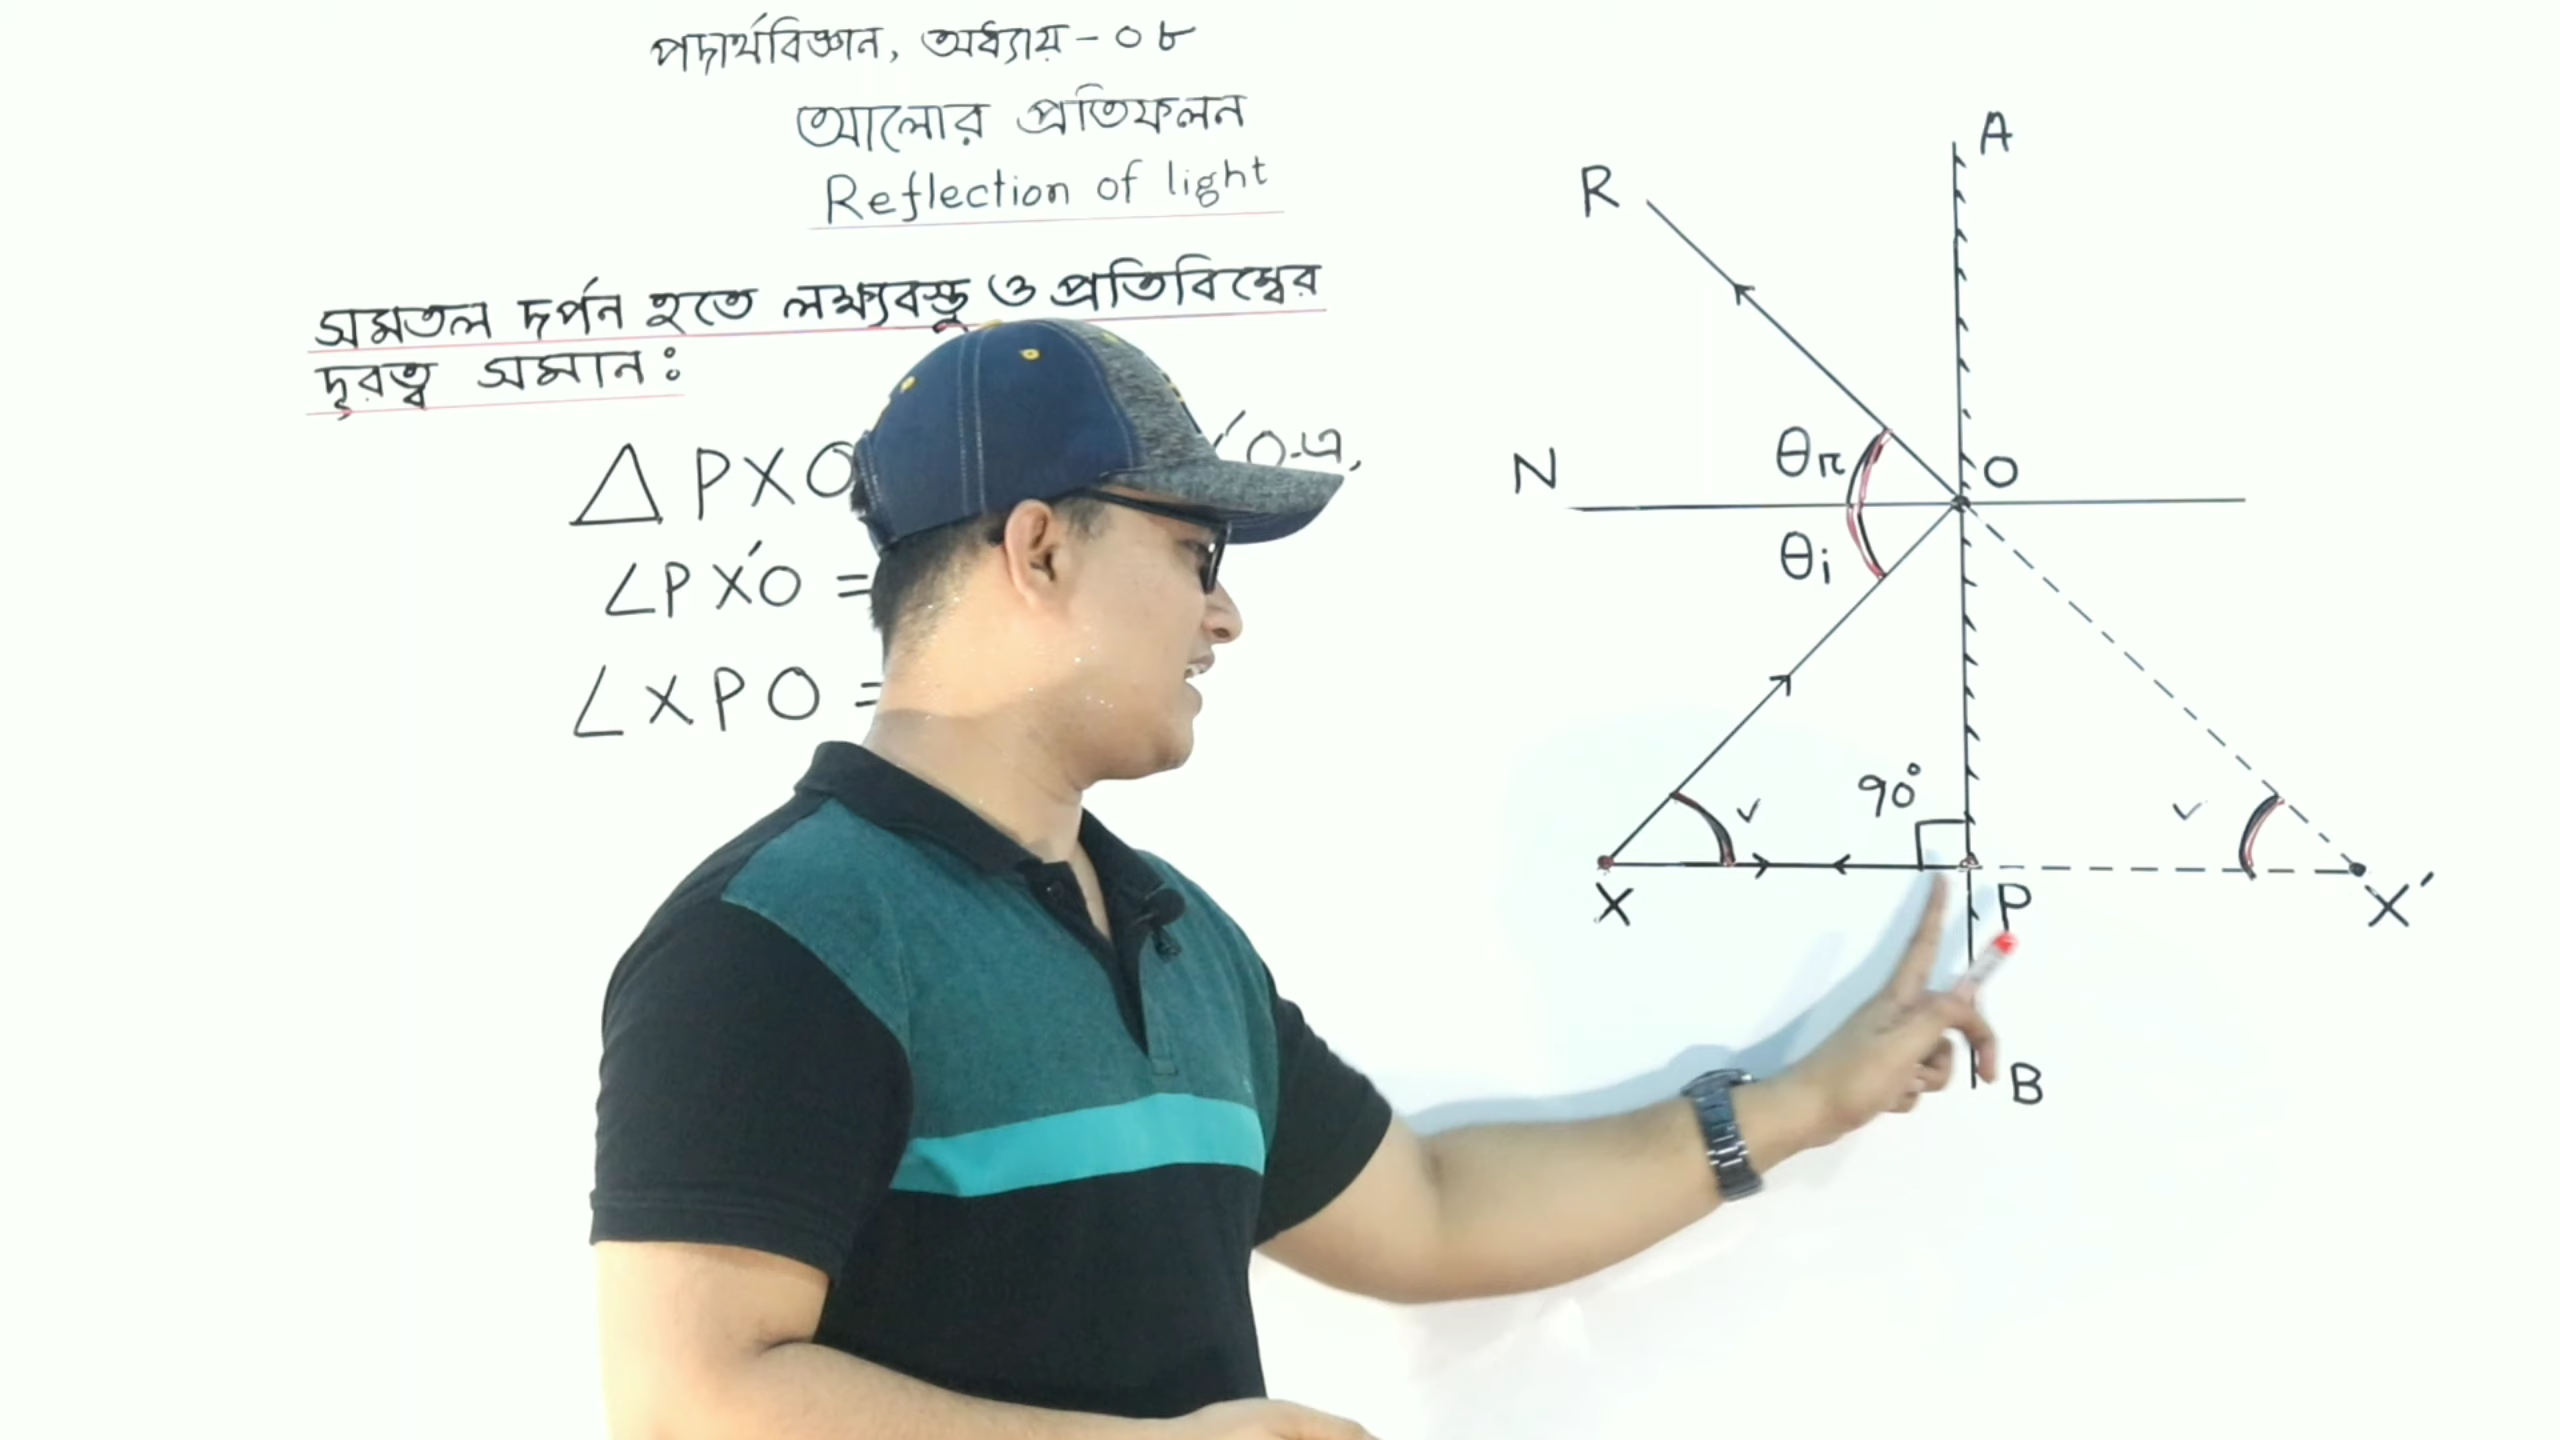 পদার্থবিজ্ঞান, অধ্যায় - ০৮
আলোর প্রতিফলন
Reflection of light
সমতল দর্পন হতে লক্ষ্যবস্তু ও প্রতিবিম্বের
দূরত্ব সমান ঃ
△ PXO ′O-এ,
∠PX′O =
∠XPO =
A
R
N
θπ
O
θi
90°
✓
✓
X
P
X′
B